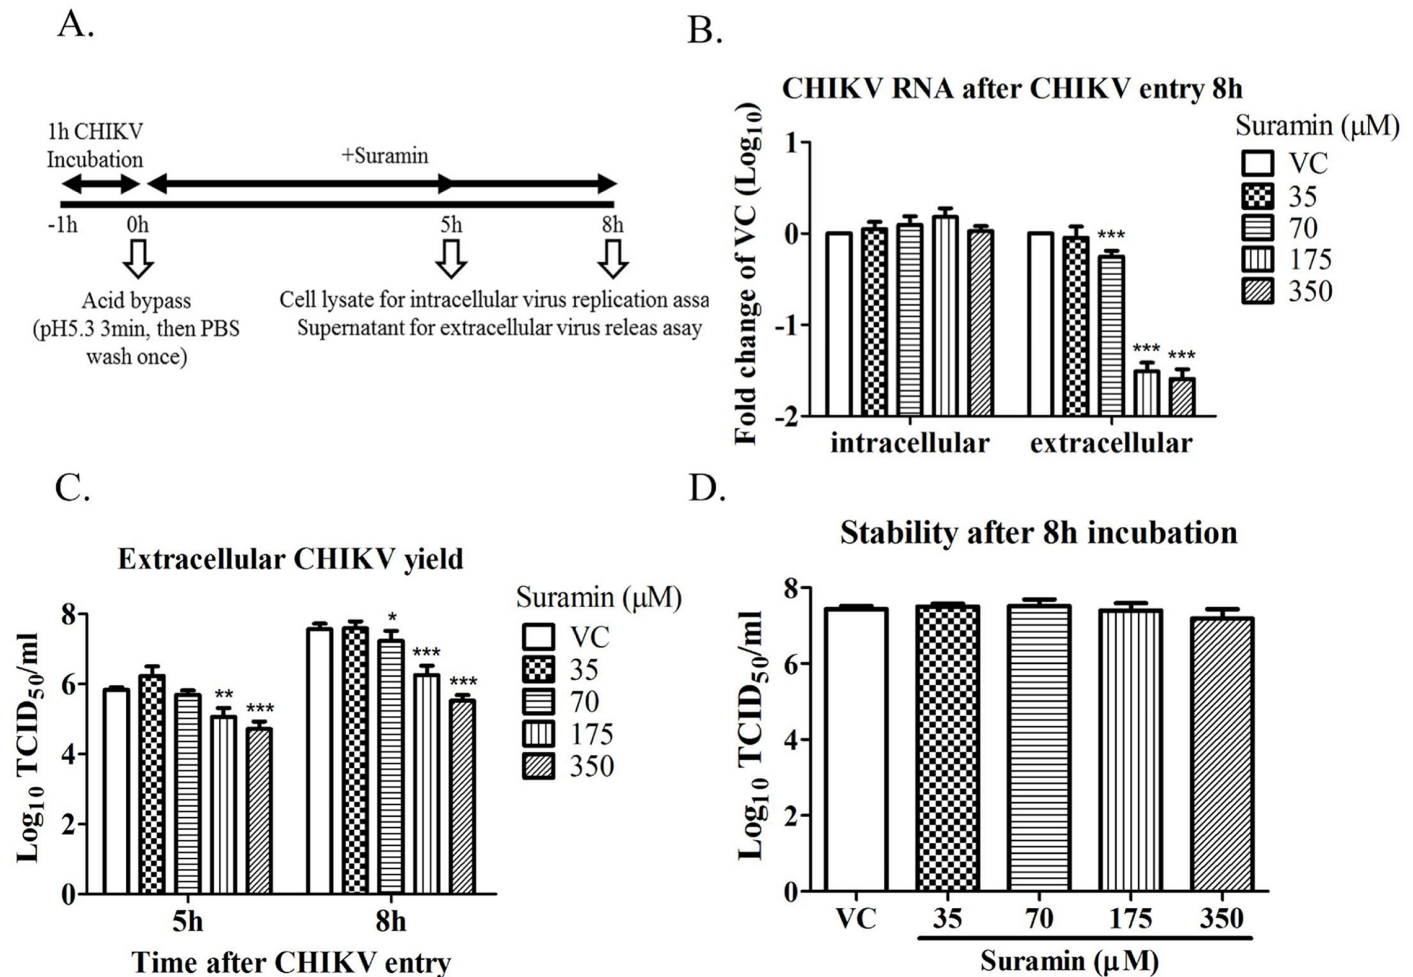 A.
1h CHIKV
Incubation
+Suramin
-1h 0h 5h 8h
Acid bypass
(pH5.3 3min, then PBS
wash once)
Cell lysate for intracellular virus replication assa
Supernatant for extracellular virus releas asay
B.
CHIKV RNA after CHIKV entry 8h
Fold change of VC (Log10)
1
0
-1
-2
***
*** ***
intracellular extracellular
Suramin (μM)
VC
35
70
175
350
C.
Extracellular CHIKV yield
Log10 TCID50/ml
8
6
4
2
0
** ***
* *** ***
5h 8h
Time after CHIKV entry
Suramin (μM)
VC
35
70
175
350
D.
Stability after 8h incubation
Log10 TCID50/ml
8
6
4
2
0
VC 35 70 175 350
Suramin (μM)